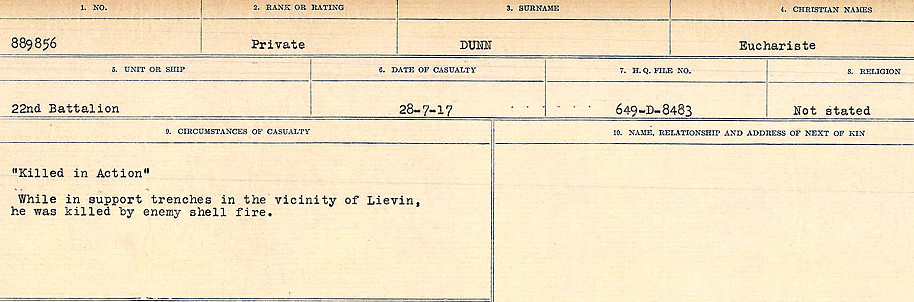 1. NO. 2. RANK OR RATING 3. SURNAME 4. CHRISTIAN NAMES
889856 Private DUNN Euchariste
5. UNIT OR SHIP 6. DATE OF CASUALTY 7. H.Q. FILE NO. 8. RELIGION
22nd Battalion 28-7-17 649-D-8483 Not stated
9. CIRCUMSTANCES OF CASUALTY 10. NAME, RELATIONSHIP AND ADDRESS OF NEXT OF KIN
"Killed in Action"
While in support trenches in the vicinity of Lievin,
he was killed by enemy shell fire.